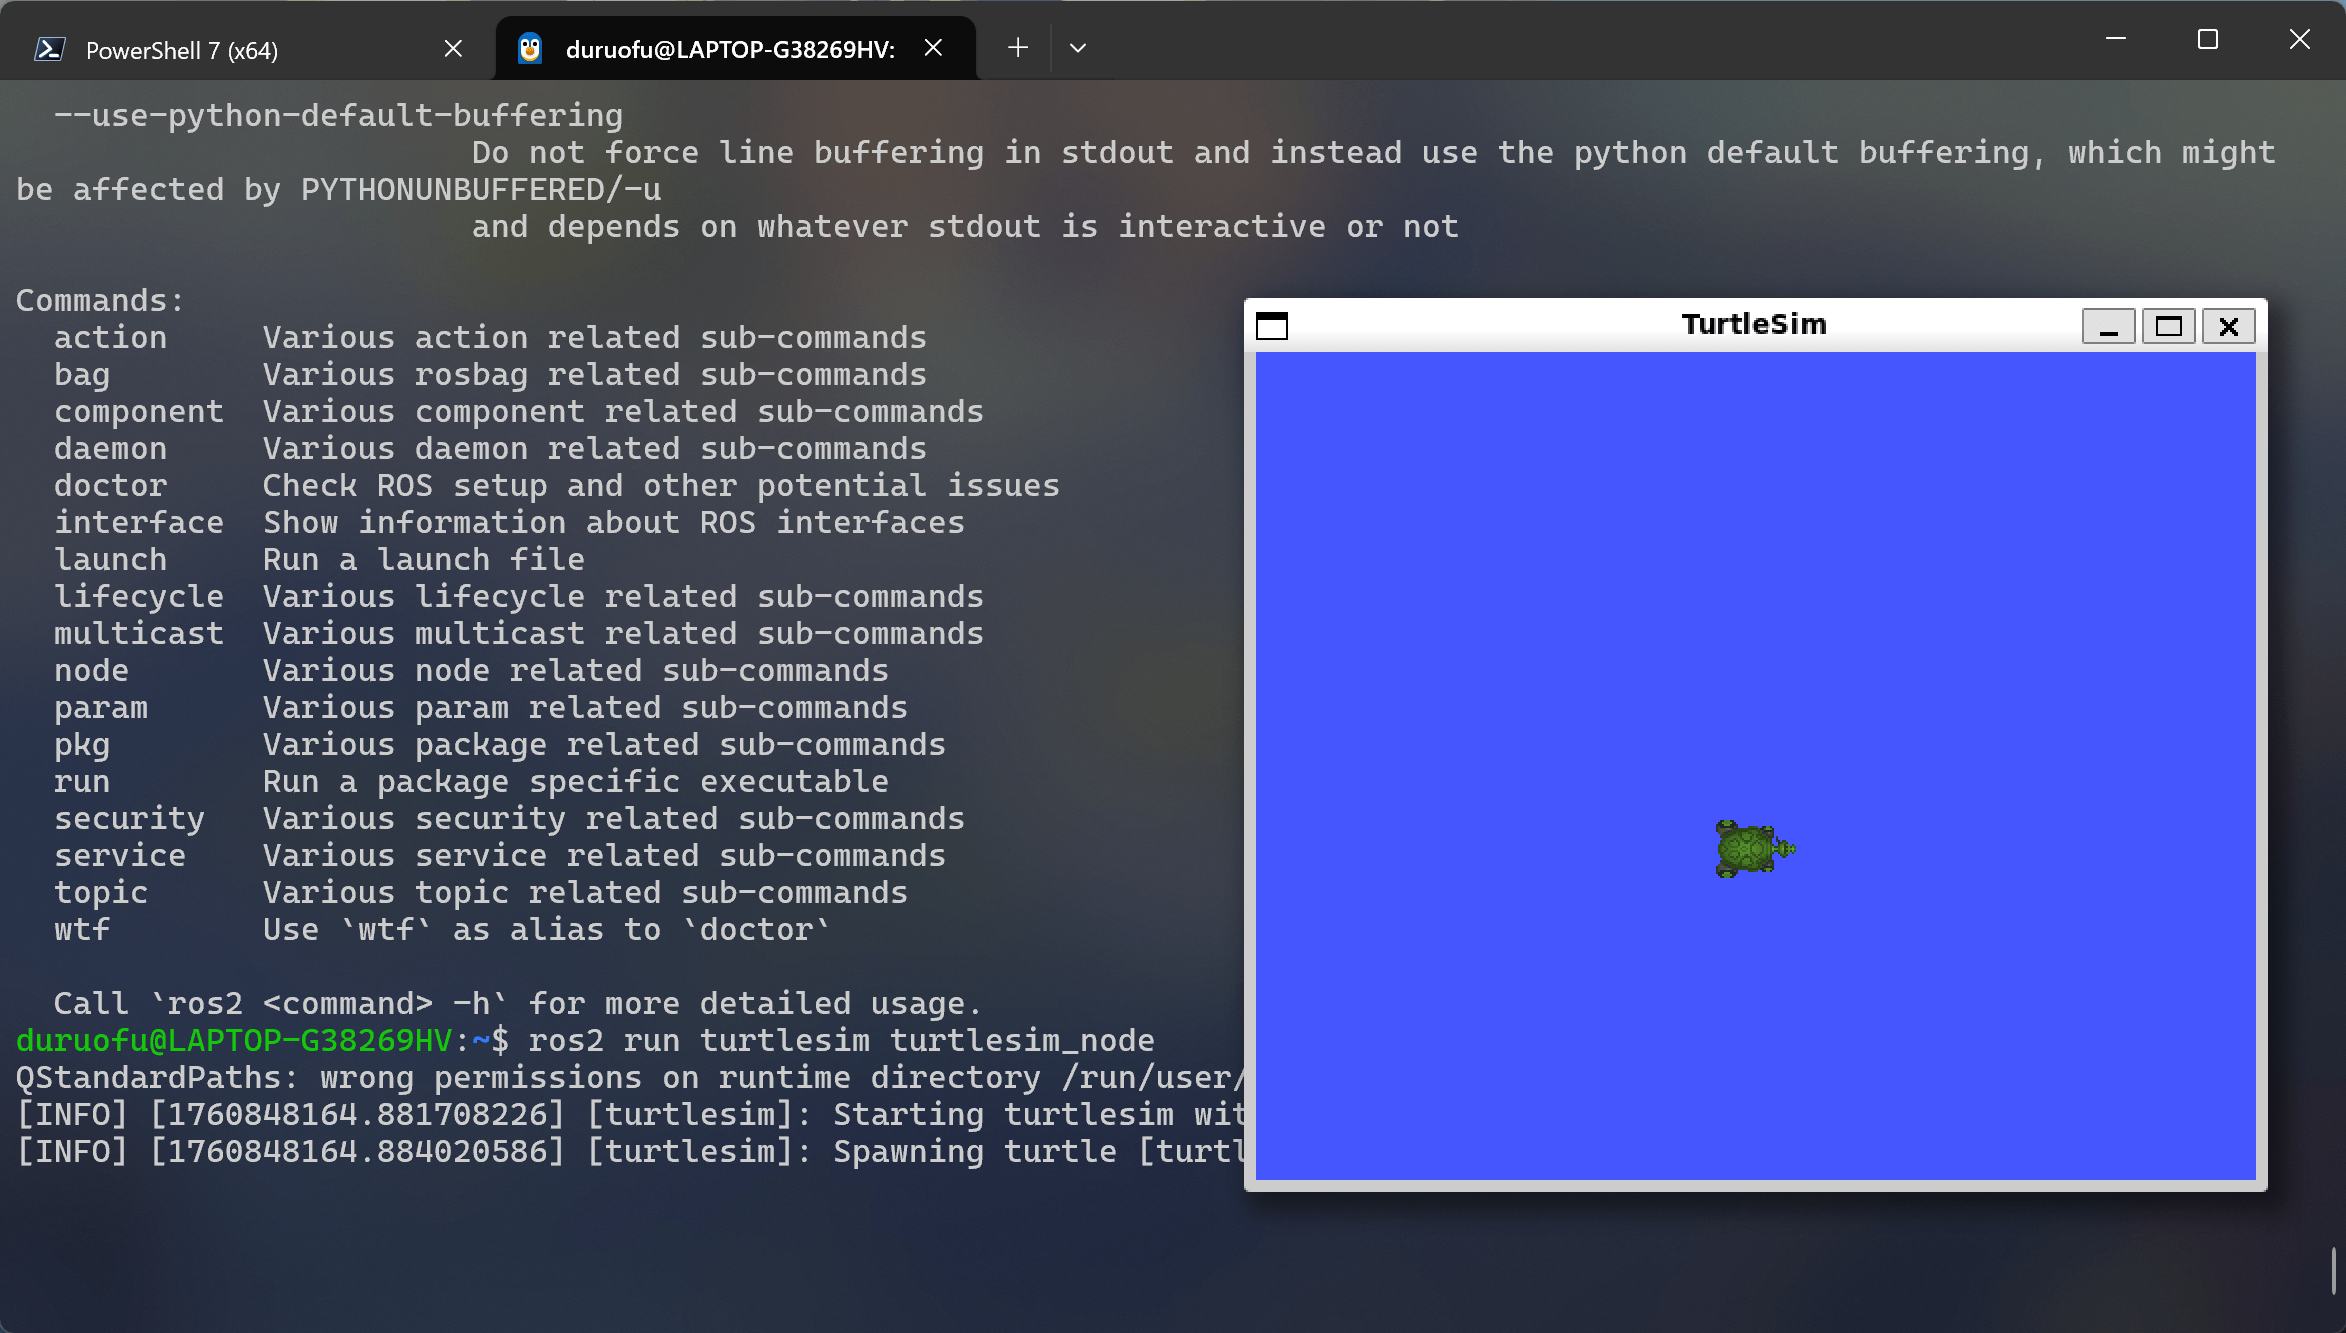 PowerShell 7 (x64)
duruofu@LAPTOP-G38269HV:
--use-python-default-buffering
Do not force line buffering in stdout and instead use the python default buffering, which might
be affected by PYTHONUNBUFFERED/-u
and depends on whatever stdout is interactive or not
Commands:
action Various action related sub-commands
bag Various rosbag related sub-commands
component Various component related sub-commands
daemon Various daemon related sub-commands
doctor Check ROS setup and other potential issues
interface Show information about ROS interfaces
launch Run a launch file
lifecycle Various lifecycle related sub-commands
multicast Various multicast related sub-commands
node Various node related sub-commands
param Various param related sub-commands
pkg Various package related sub-commands
run Run a package specific executable
security Various security related sub-commands
service Various service related sub-commands
topic Various topic related sub-commands
wtf Use `wtf` as alias to `doctor`
Call `ros2 <command> -h` for more detailed usage.
duruofu@LAPTOP-G38269HV:~$ ros2 run turtlesim turtlesim_node
QStandardPaths: wrong permissions on runtime directory /run/user/
[INFO] [1760848164.881708226] [turtlesim]: Starting turtlesim wit
[INFO] [1760848164.884020586] [turtlesim]: Spawning turtle [turtl
TurtleSim